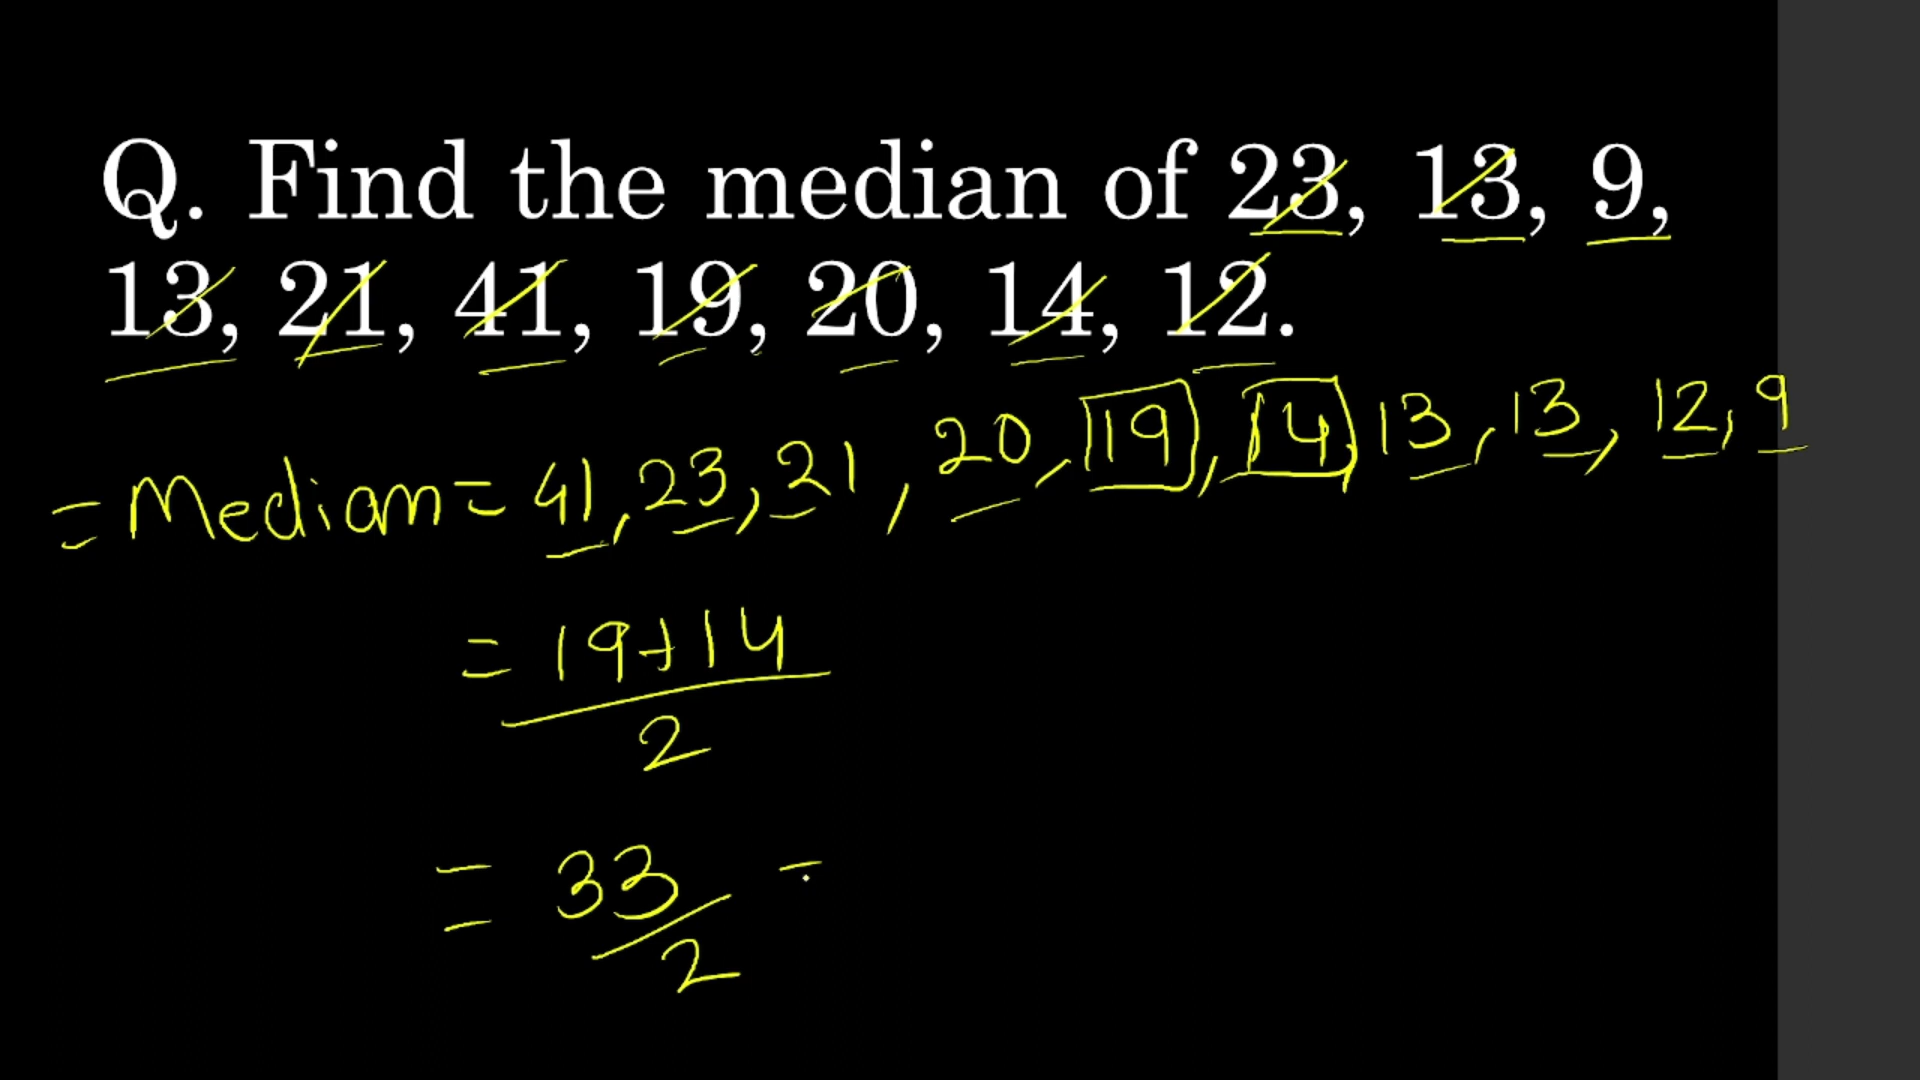 Q. Find the median of 23, 13, 9,
13, 21, 41, 19, 20, 14, 12.
= Median = 41, 23, 21, 20, 19, 14, 13, 13, 12, 9
= 19+14
2
= 33
2